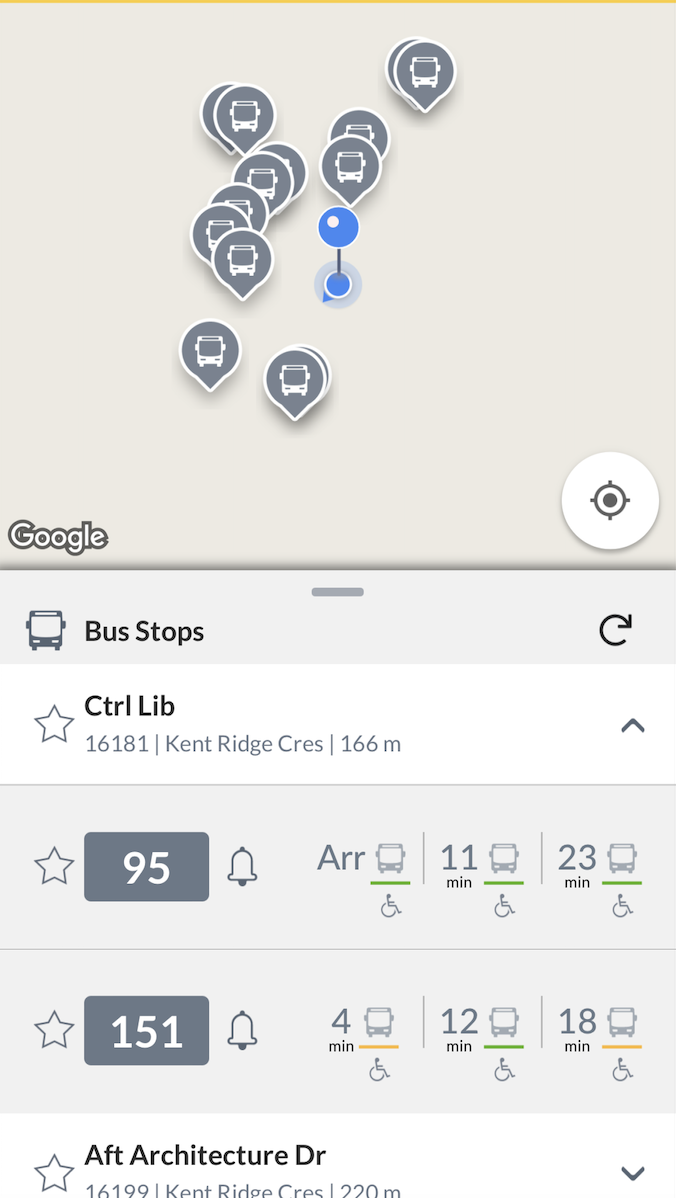 Google
Bus Stops
Ctrl Lib
16181 | Kent Ridge Cres | 166 m
95
Arr 11 min 23 min
151
4 min 12 min 18 min
Aft Architecture Dr
16199 | Kent Ridge Cres | 220 m